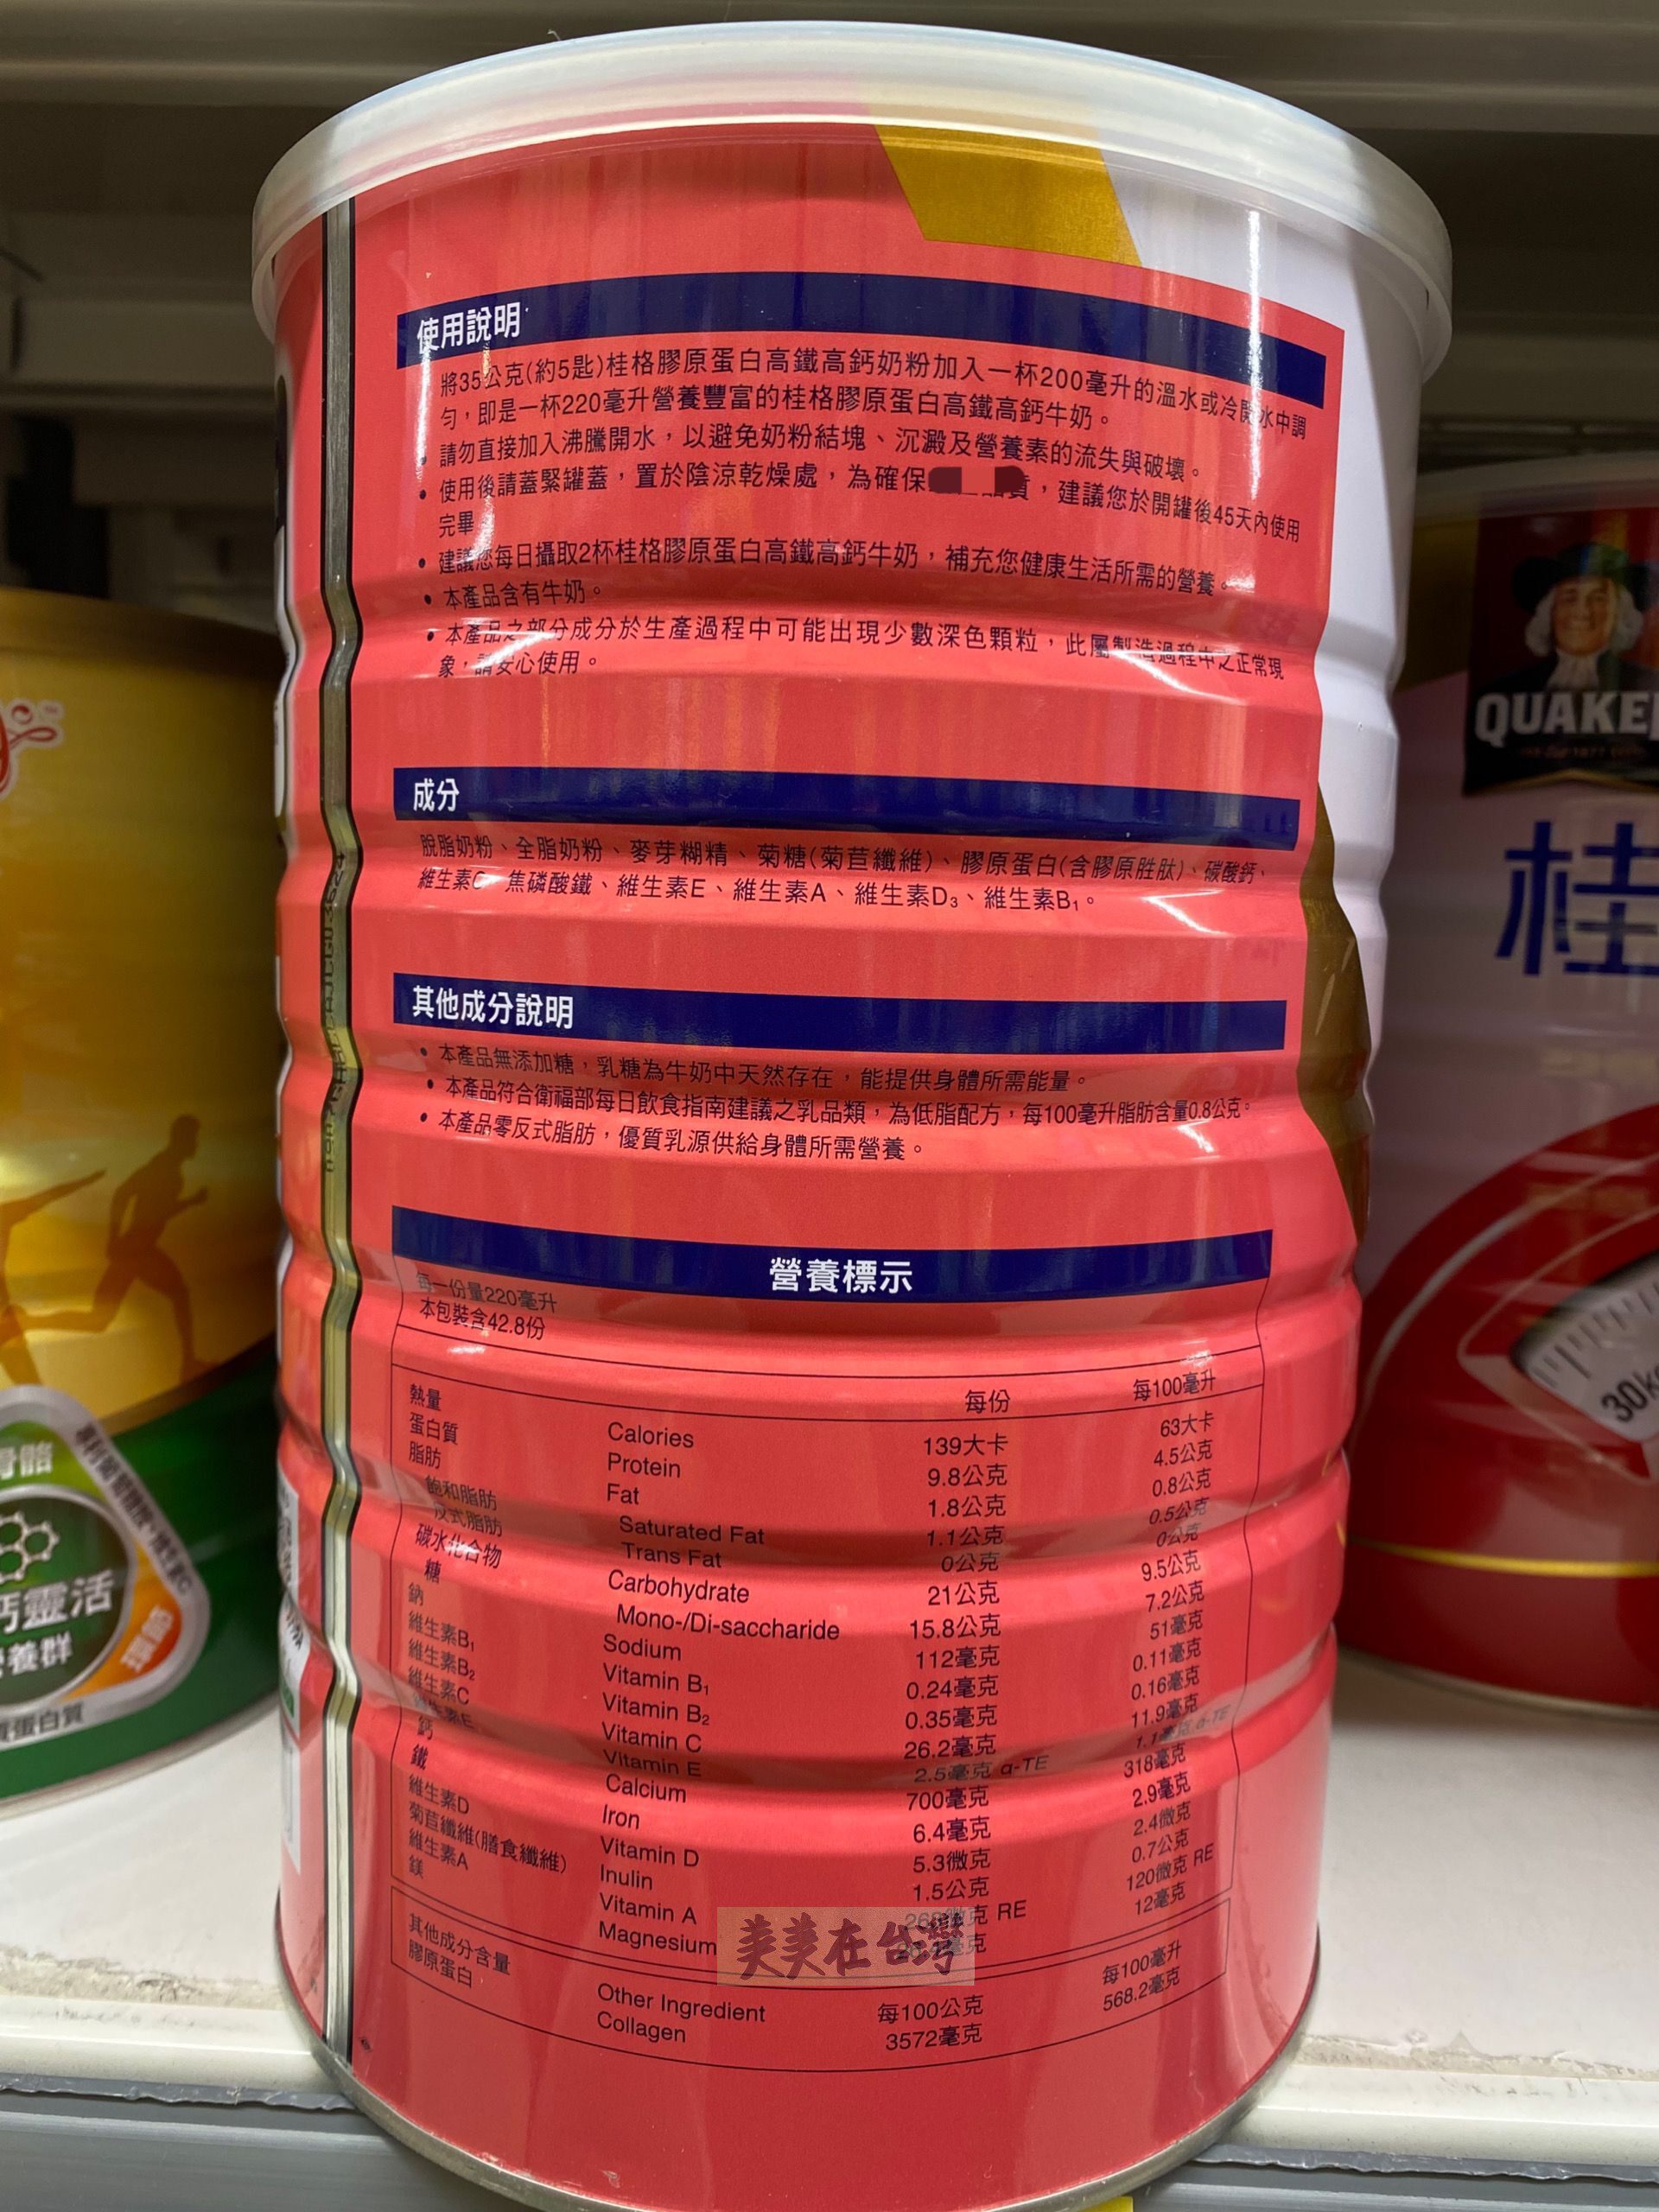 使用說明
將35公克(約5匙)桂格膠原蛋白高鐵高鈣奶粉加入一杯200毫升的溫水或冷開水中調
勻，即是一杯220毫升營養豐富的桂格膠原蛋白高鐵高鈣牛奶。
• 請勿直接加入沸騰開水，以避免奶粉結塊、沉澱及營養素的流失與破壞。
• 使用後請蓋緊罐蓋，置於陰涼乾燥處，為確保質，建議您於開罐後45天內使用
完畢
• 建議您每日攝取2杯桂格膠原蛋白高鐵高鈣牛奶，補充您健康生活所需的營養。
• 本產品含有牛奶。
• 本產品之部分成分於生產過程中可能出現少數深色顆粒，此屬製造過程中之正常現
象，請安心使用。
成分
脫脂奶粉、全脂奶粉、麥芽糊精、菊糖(菊苣纖維)、膠原蛋白(含膠原胜肽)、碳酸鈣、
維生素C、焦磷酸鐵、維生素E、維生素A、維生素D₃、維生素B₁。
其他成分說明
• 本產品無添加糖，乳糖為牛奶中天然存在，能提供身體所需能量。
• 本產品符合衛福部每日飲食指南建議之乳品類，為低脂配方，每100毫升脂肪含量0.8公克。
• 本產品零反式脂肪，優質乳源供給身體所需營養。
營養標示
每一份量220毫升
本包裝含42.8份
每份 每100毫升
熱量 Calories 139大卡 63大卡
蛋白質 Protein 9.8公克 4.5公克
脂肪 Fat 1.8公克 0.8公克
飽和脂肪 Saturated Fat 1.1公克 0.5公克
反式脂肪 Trans Fat 0公克 0公克
碳水化合物 Carbohydrate 21公克 9.5公克
糖 Mono-/Di-saccharide 15.8公克 7.2公克
鈉 Sodium 112毫克 51毫克
維生素B₁ Vitamin B₁ 0.24毫克 0.11毫克
維生素B₂ Vitamin B₂ 0.35毫克 0.16毫克
維生素C Vitamin C 26.2毫克 11.9毫克
維生素E Vitamin E 2.5毫克 α-TE 1.1毫克 α-TE
鈣 Calcium 700毫克 318毫克
鐵 Iron 6.4毫克 2.9毫克
維生素D Vitamin D 5.3微克 2.4微克
菊苣纖維(膳食纖維) Inulin 1.5公克 0.7公克
維生素A Vitamin A 微克 RE 120微克 RE
鎂 Magnesium 毫克 12毫克
其他成分含量 Other Ingredient 每100公克 每100毫升
膠原蛋白 Collagen 3572毫克 568.2毫克
美美在台灣
骨骼
鈣靈活
營養群
質蛋白質
QUAKE
桂
30k